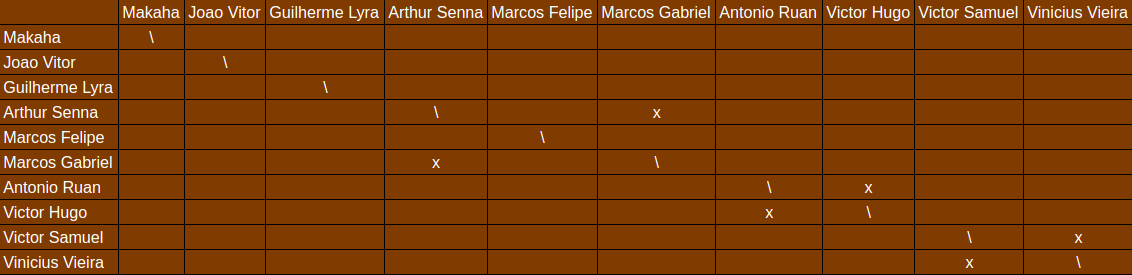 Makaha Joao Vitor Guilherme Lyra Arthur Senna Marcos Felipe Marcos Gabriel Antonio Ruan Victor Hugo Victor Samuel Vinicius Vieira
Makaha \
Joao Vitor \
Guilherme Lyra \
Arthur Senna \ x
Marcos Felipe \
Marcos Gabriel x \
Antonio Ruan \ x
Victor Hugo x \
Victor Samuel \ x
Vinicius Vieira x \